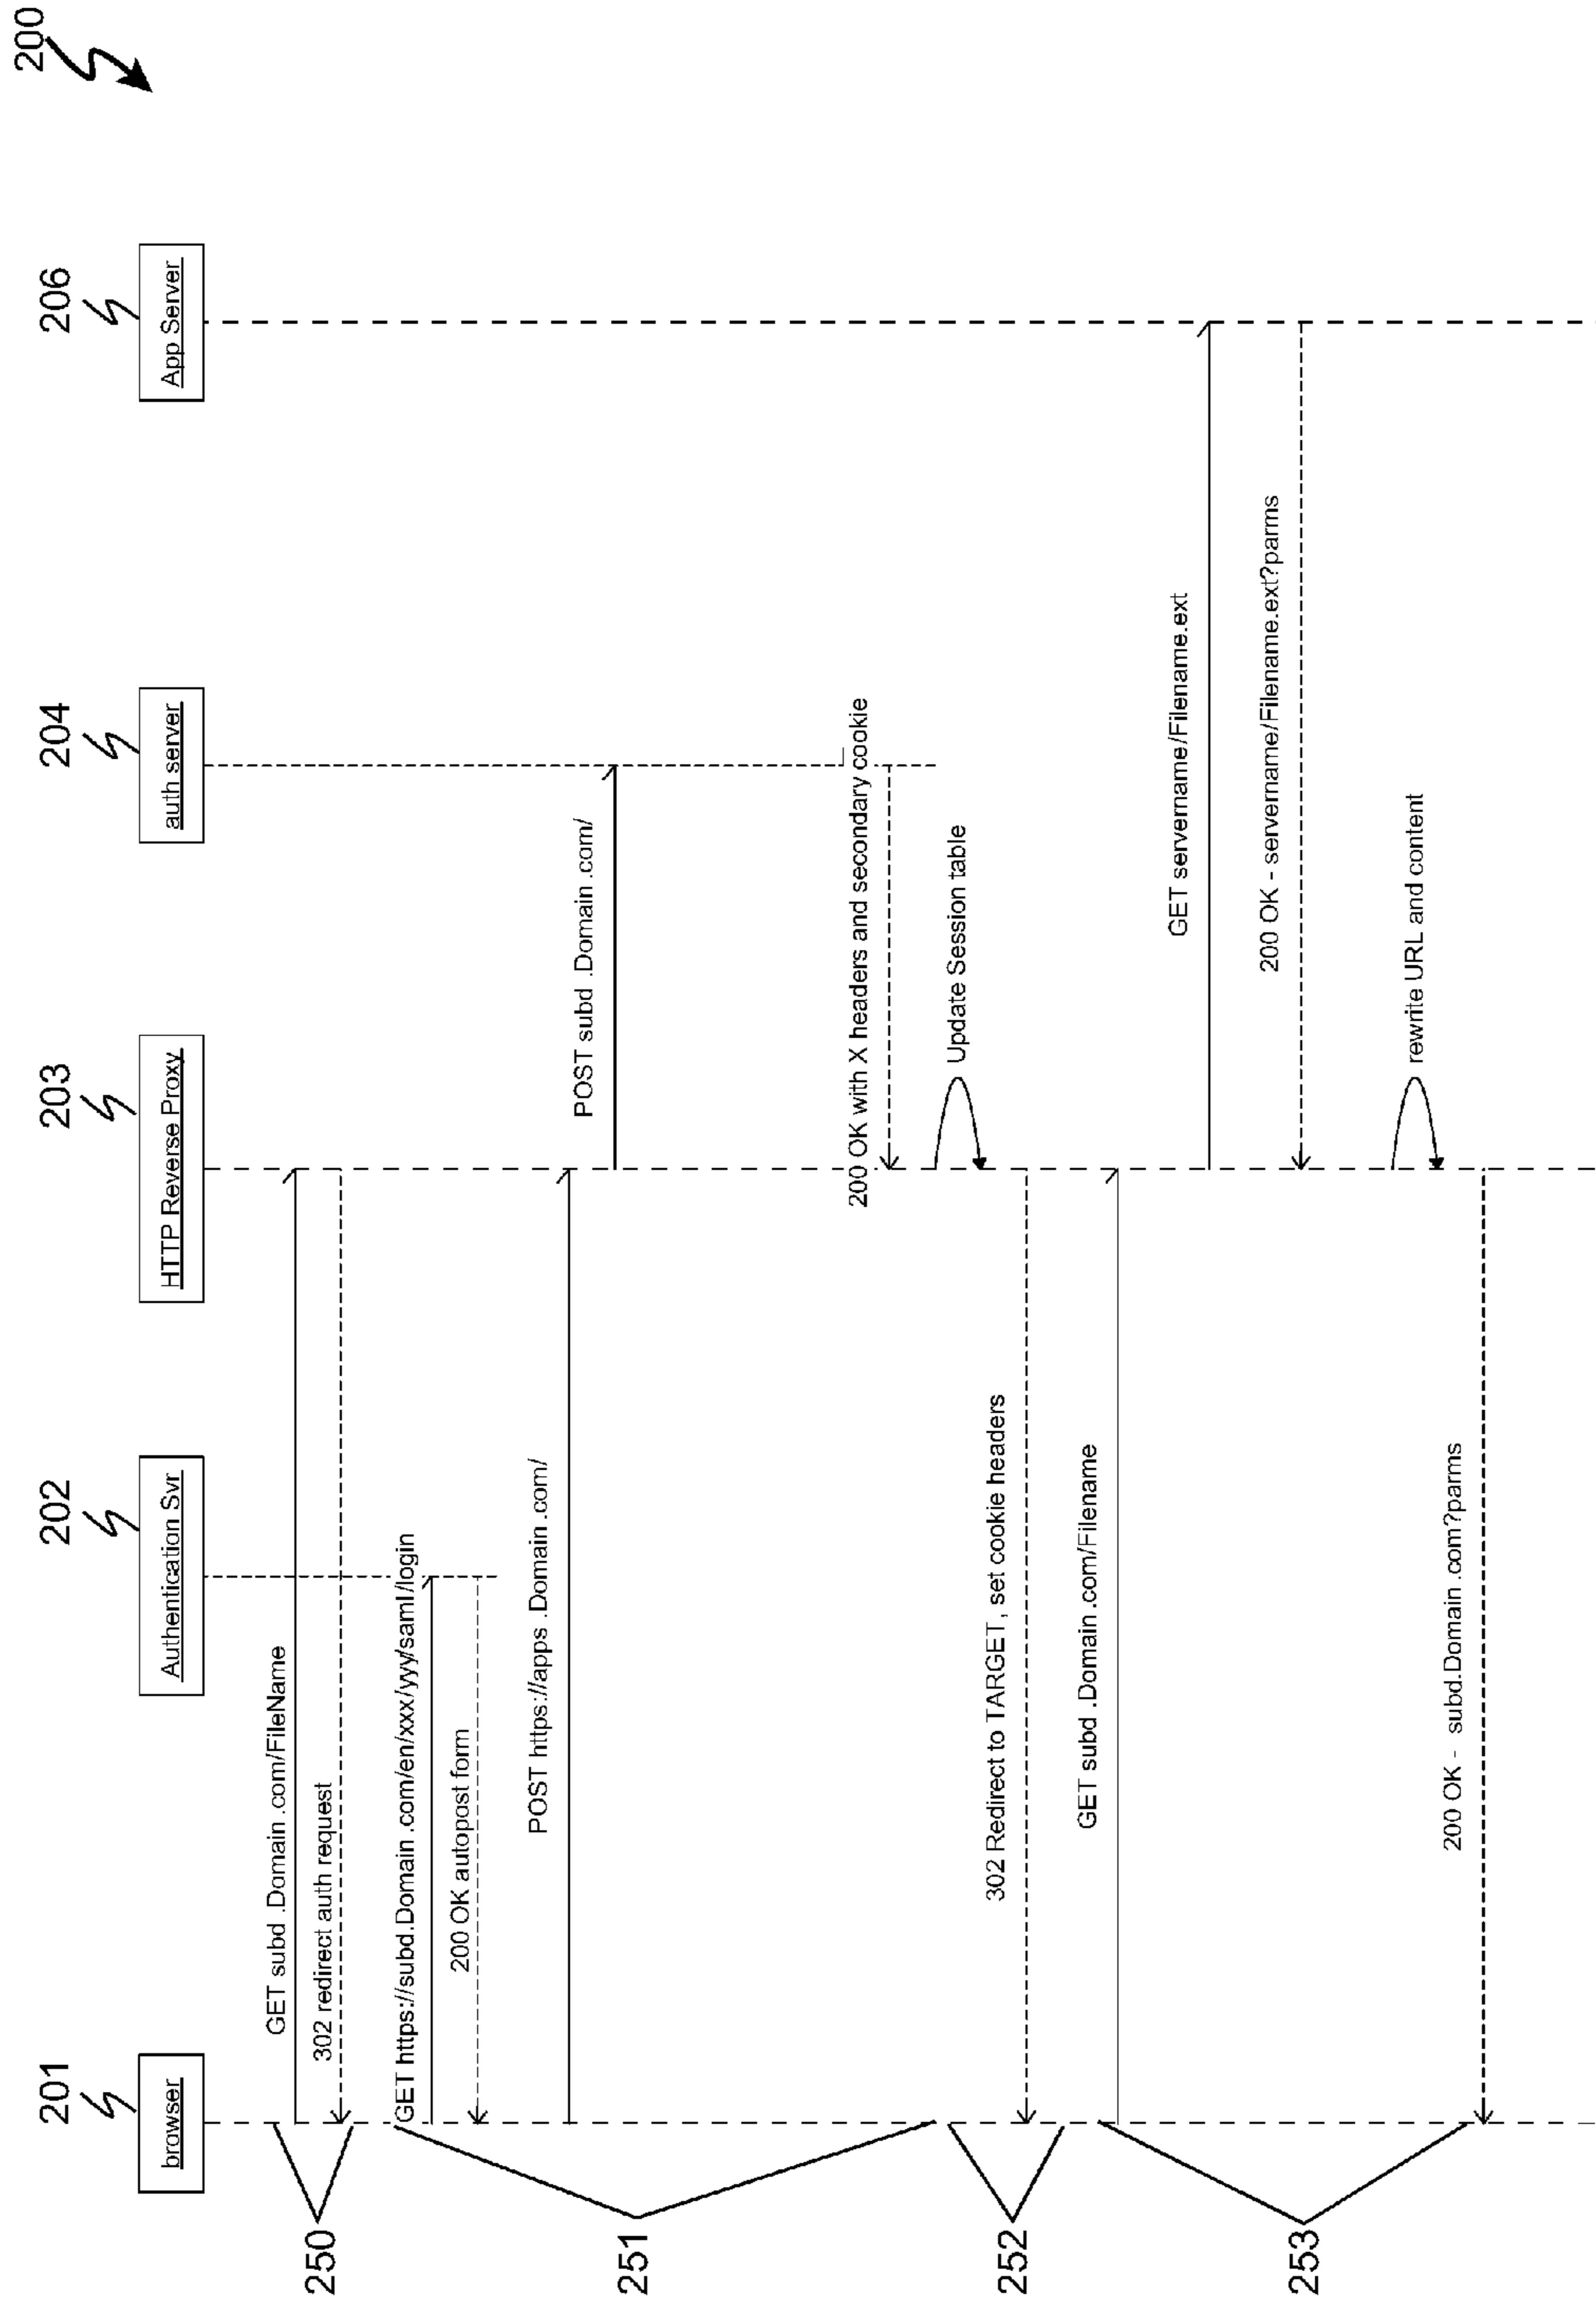 200
201
202
203
204
206
browser
Authentication Svr
HTTP Reverse Proxy
auth server
App Server
250
GET subd .Domain .com/FileName
302 redirect auth request
251
GET https://subd.Domain .com/en/xxx/yyy/saml/login
200 OK autopost form
POST https://apps .Domain .com/
POST subd .Domain .com/
200 OK with X headers and secondary cookie
Update Session table
252
302 Redirect to TARGET, set cookie headers
253
GET subd .Domain .com/Filename
GET servername/Filename.ext
200 OK - servername/Filename.ext?parms
rewrite URL and content
200 OK - subd.Domain .com?parms